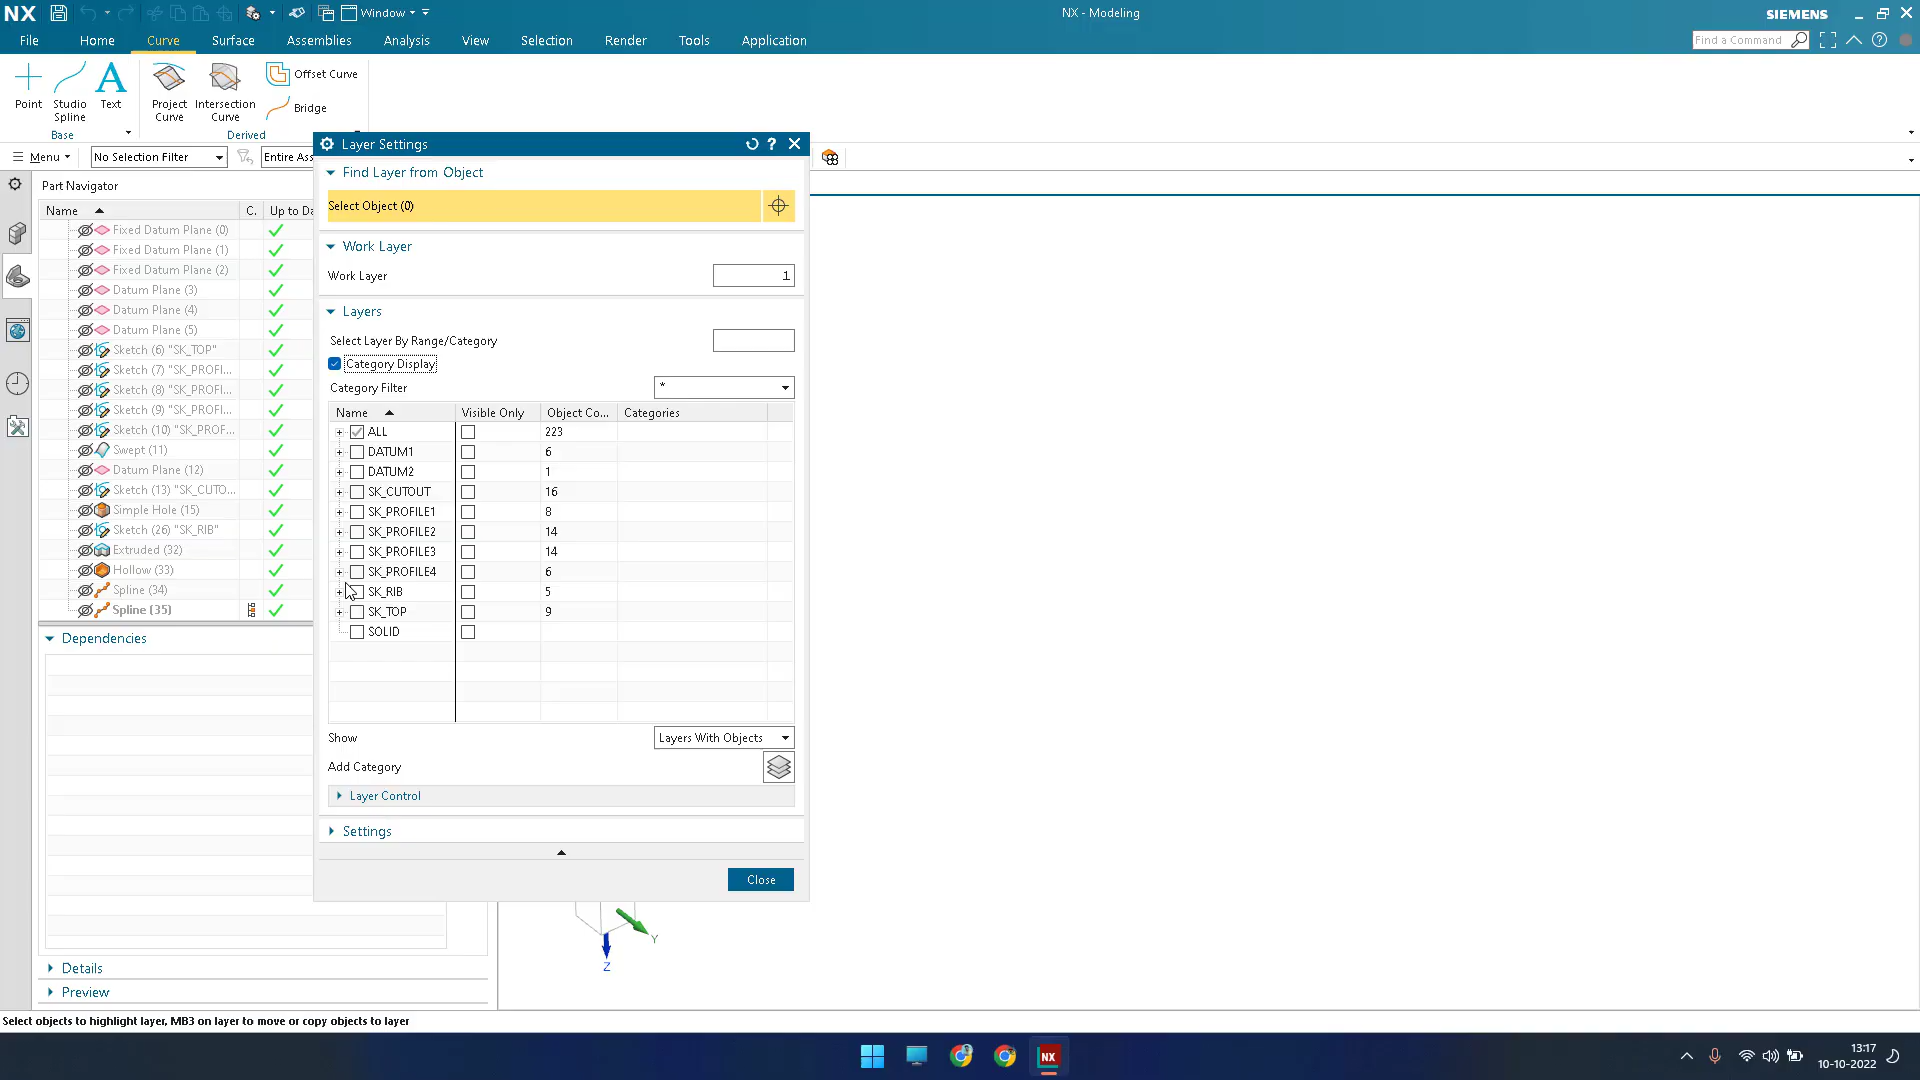 NX
Window
NX - Modeling
SIEMENS
File
Home
Curve
Surface
Assemblies
Analysis
View
Selection
Render
Tools
Application
Find a Command
Point
Studio
Spline
Text
Project
Curve
Intersection
Curve
Offset Curve
Bridge
Base
Derived
Menu
No Selection Filter
Entire Ass
Layer Settings
Part Navigator
Name
C.
Up to Da
Fixed Datum Plane (0)
Fixed Datum Plane (1)
Fixed Datum Plane (2)
Datum Plane (3)
Datum Plane (4)
Datum Plane (5)
Sketch (6) "SK_TOP"
Sketch (7) "SK_PROFI...
Sketch (8) "SK_PROFI...
Sketch (9) "SK_PROFI...
Sketch (10) "SK_PROF...
Swept (11)
Datum Plane (12)
Sketch (13) "SK_CUTO...
Simple Hole (15)
Sketch (26) "SK_RIB"
Extruded (32)
Hollow (33)
Spline (34)
Spline (35)
Dependencies
Details
Preview
Find Layer from Object
Select Object (0)
Work Layer
Work Layer
1
Layers
Select Layer By Range/Category
Category Display
Category Filter
*
Name
Visible Only
Object Co...
Categories
ALL
223
DATUM1
6
DATUM2
1
SK_CUTOUT
16
SK_PROFILE1
8
SK_PROFILE2
14
SK_PROFILE3
14
SK_PROFILE4
6
SK_RIB
5
SK_TOP
9
SOLID
Show
Layers With Objects
Add Category
Layer Control
Settings
Close
Y
Z
Select objects to highlight layer, MB3 on layer to move or copy objects to layer
NX
13:17
10-10-2022